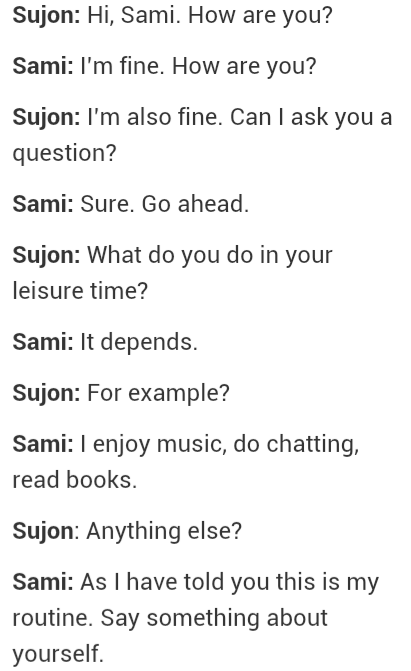 Sujon: Hi, Sami. How are you?
Sami: I'm fine. How are you?
Sujon: I'm also fine. Can I ask you a
question?
Sami: Sure. Go ahead.
Sujon: What do you do in your
leisure time?
Sami: It depends.
Sujon: For example?
Sami: I enjoy music, do chatting,
read books.
Sujon: Anything else?
Sami: As I have told you this is my
routine. Say something about
yourself.